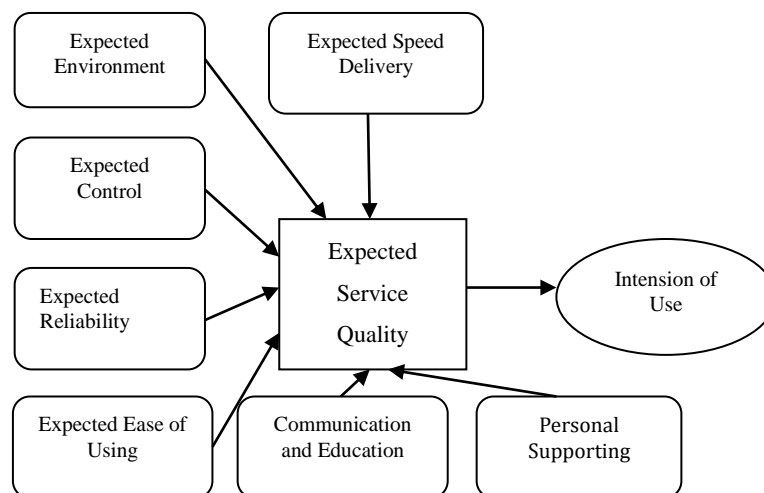 Expected
Environment
Expected Speed
Delivery
Expected
Control
Expected
Service
Quality
Intension of
Use
Expected
Reliability
Expected Ease of
Using
Communication
and Education
Personal
Supporting